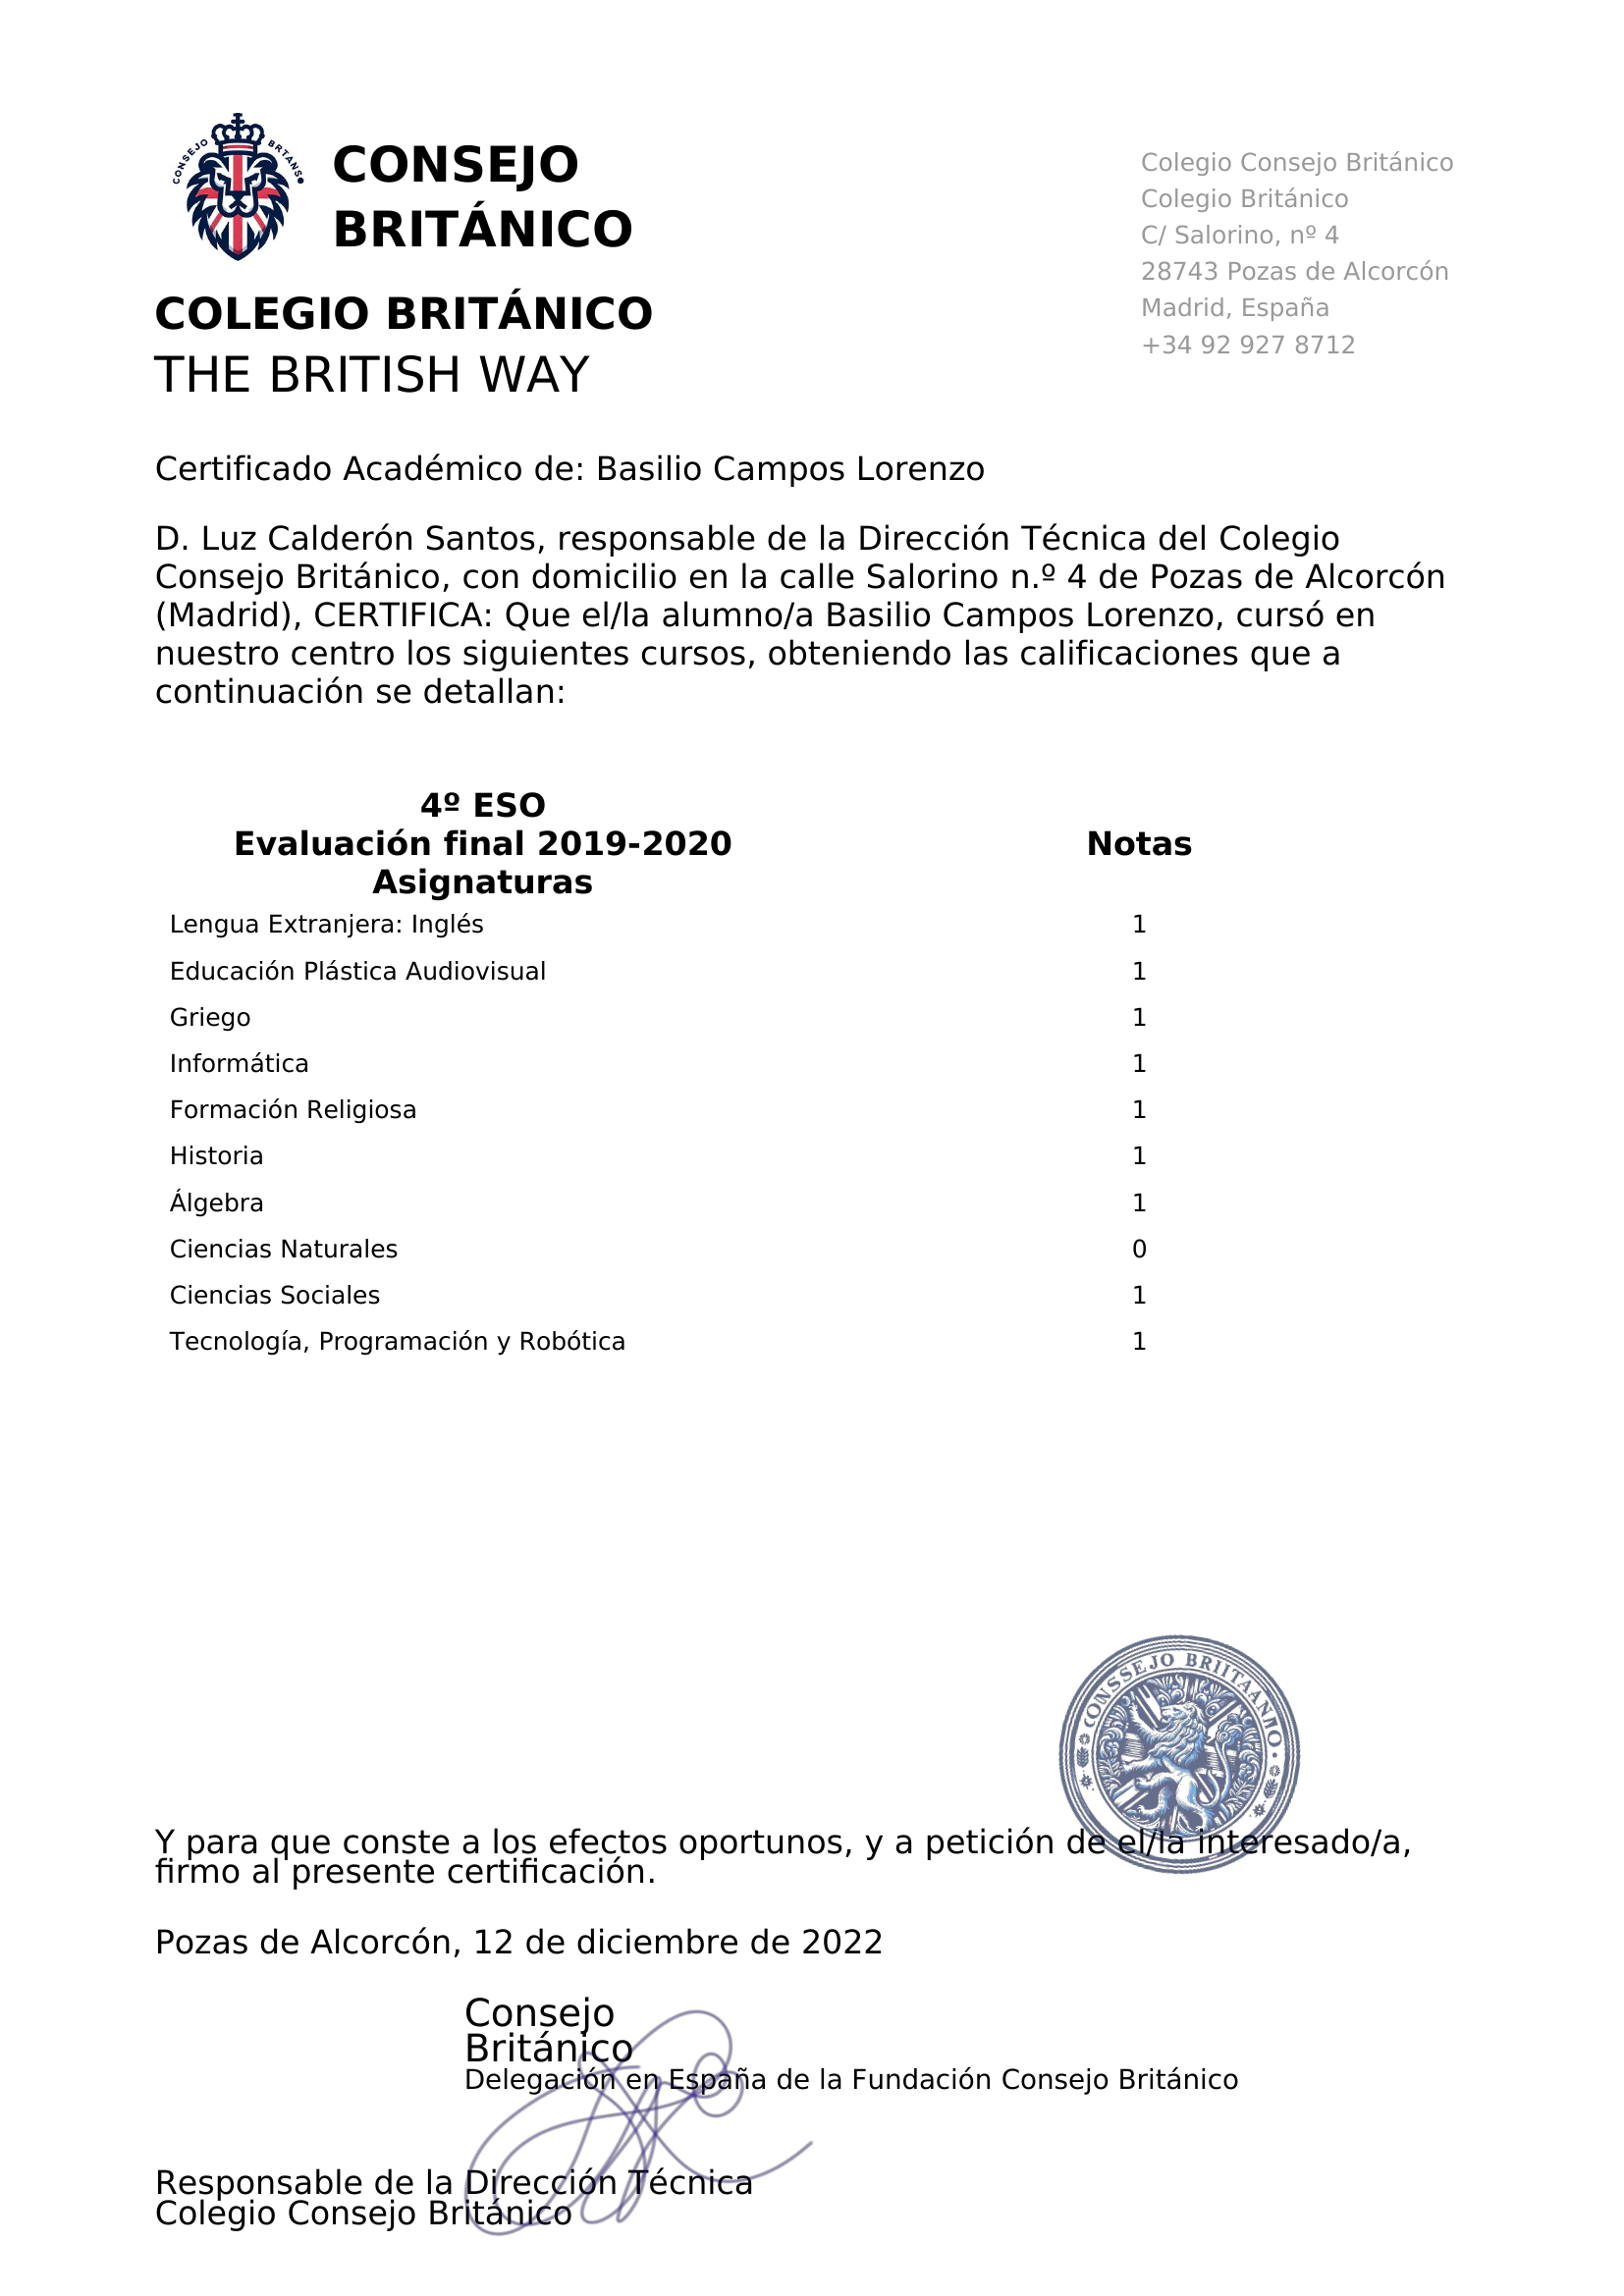 CONSEJO BRTANS
CONSEJO
BRITÁNICO
COLEGIO BRITÁNICO
THE BRITISH WAY
Colegio Consejo Británico
Colegio Británico
C/ Salorino, nº 4
28743 Pozas de Alcorcón
Madrid, España
+34 92 927 8712
Certificado Académico de: Basilio Campos Lorenzo
D. Luz Calderón Santos, responsable de la Dirección Técnica del Colegio
Consejo Británico, con domicilio en la calle Salorino n.º 4 de Pozas de Alcorcón
(Madrid), CERTIFICA: Que el/la alumno/a Basilio Campos Lorenzo, cursó en
nuestro centro los siguientes cursos, obteniendo las calificaciones que a
continuación se detallan:
4º ESO
Evaluación final 2019-2020 Notas
Asignaturas
Lengua Extranjera: Inglés 1
Educación Plástica Audiovisual 1
Griego 1
Informática 1
Formación Religiosa 1
Historia 1
Álgebra 1
Ciencias Naturales 0
Ciencias Sociales 1
Tecnología, Programación y Robótica 1
CONSSEJO
Y para que conste a los efectos oportunos, y a petición de el/la interesado/a,
firmo al presente certificación.
Pozas de Alcorcón, 12 de diciembre de 2022
Consejo
Británico
Delegación en España de la Fundación Consejo Británico
Responsable de la Dirección Técnica
Colegio Consejo Británico